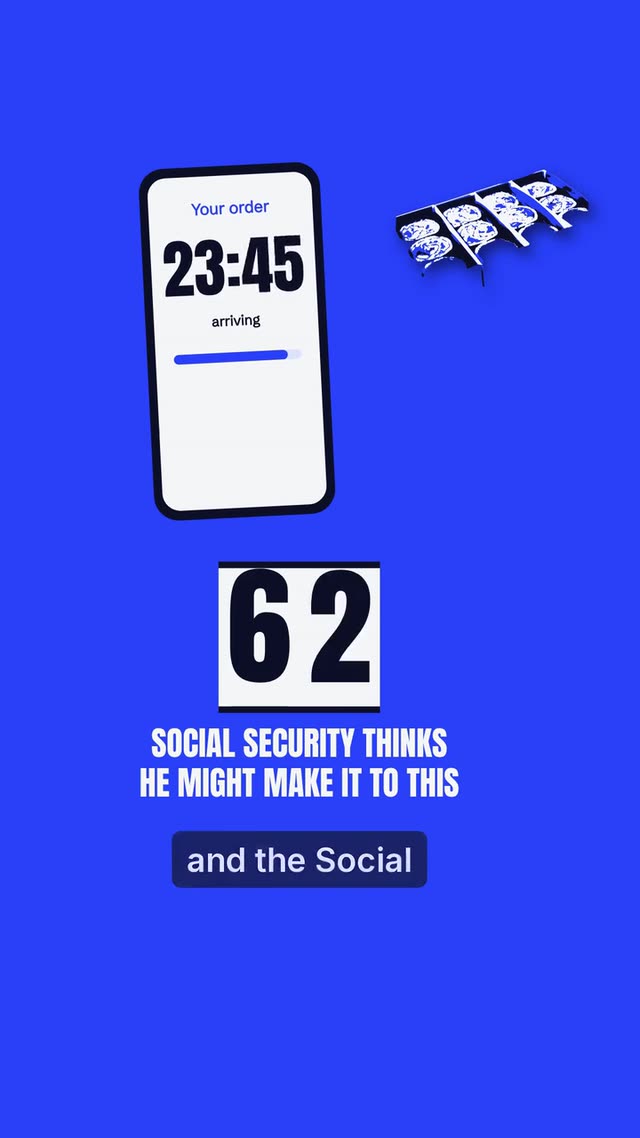 Your order
23:45
arriving
62
SOCIAL SECURITY THINKS
HE MIGHT MAKE IT TO THIS
and the Social